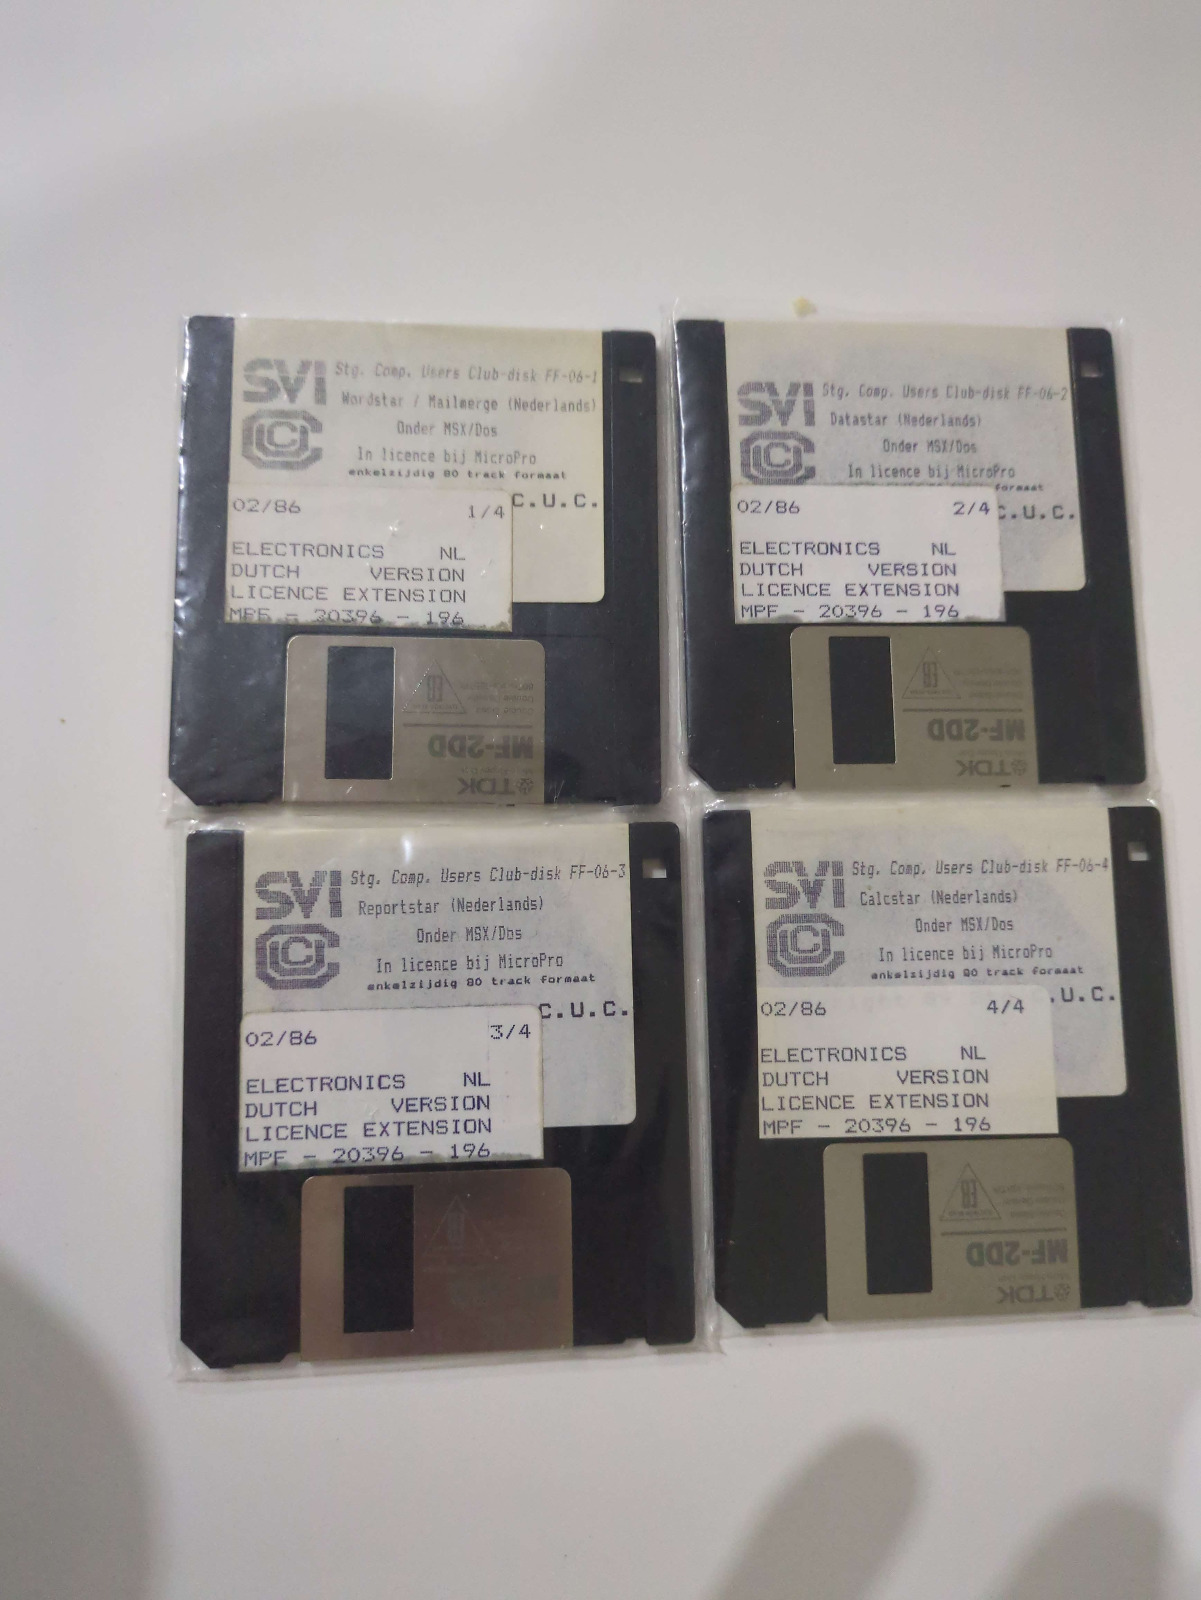 SVI Stg. Comp. Users Club-disk FF-06-1
Wordstar / Mailmerge (Nederlands)
Onder MSX/Dos
In licence bij MicroPro
enkelzijdig 80 track formaat
C.U.C.
02/86 1/4
ELECTRONICS NL
DUTCH VERSION
LICENCE EXTENSION
MPF - 20396 - 196
MF-2DD
TDK
SVI Stg. Comp. Users Club-disk FF-06-2
Datastar (Nederlands)
Onder MSX/Dos
In licence bij MicroPro
formaat
C.U.C.
02/86 2/4
ELECTRONICS NL
DUTCH VERSION
LICENCE EXTENSION
MPF - 20396 - 196
MF-2DD
TDK
SVI Stg. Comp. Users Club-disk FF-06-3
Reportstar (Nederlands)
Onder MSX/Dos
In licence bij MicroPro
enkelzijdig 80 track formaat
C.U.C.
02/86 3/4
ELECTRONICS NL
DUTCH VERSION
LICENCE EXTENSION
MPF - 20396 - 196
SVI Stg. Comp. Users Club-disk FF-06-4
Calcstar (Nederlands)
Onder MSX/Dos
In licence bij MicroPro
enkelzijdig 80 track formaat
.U.C.
02/86 4/4
ELECTRONICS NL
DUTCH VERSION
LICENCE EXTENSION
MPF - 20396 - 196
MF-2DD
TDK